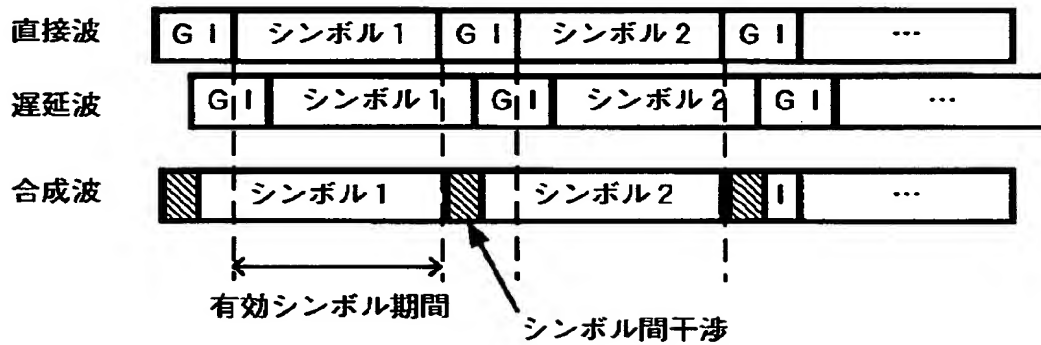 直接波 G I シンボル1 G I シンボル2 G I …
遅延波 G I シンボル1 G I シンボル2 G I …
合成波 シンボル1 シンボル2 I …
有効シンボル期間
シンボル間干渉